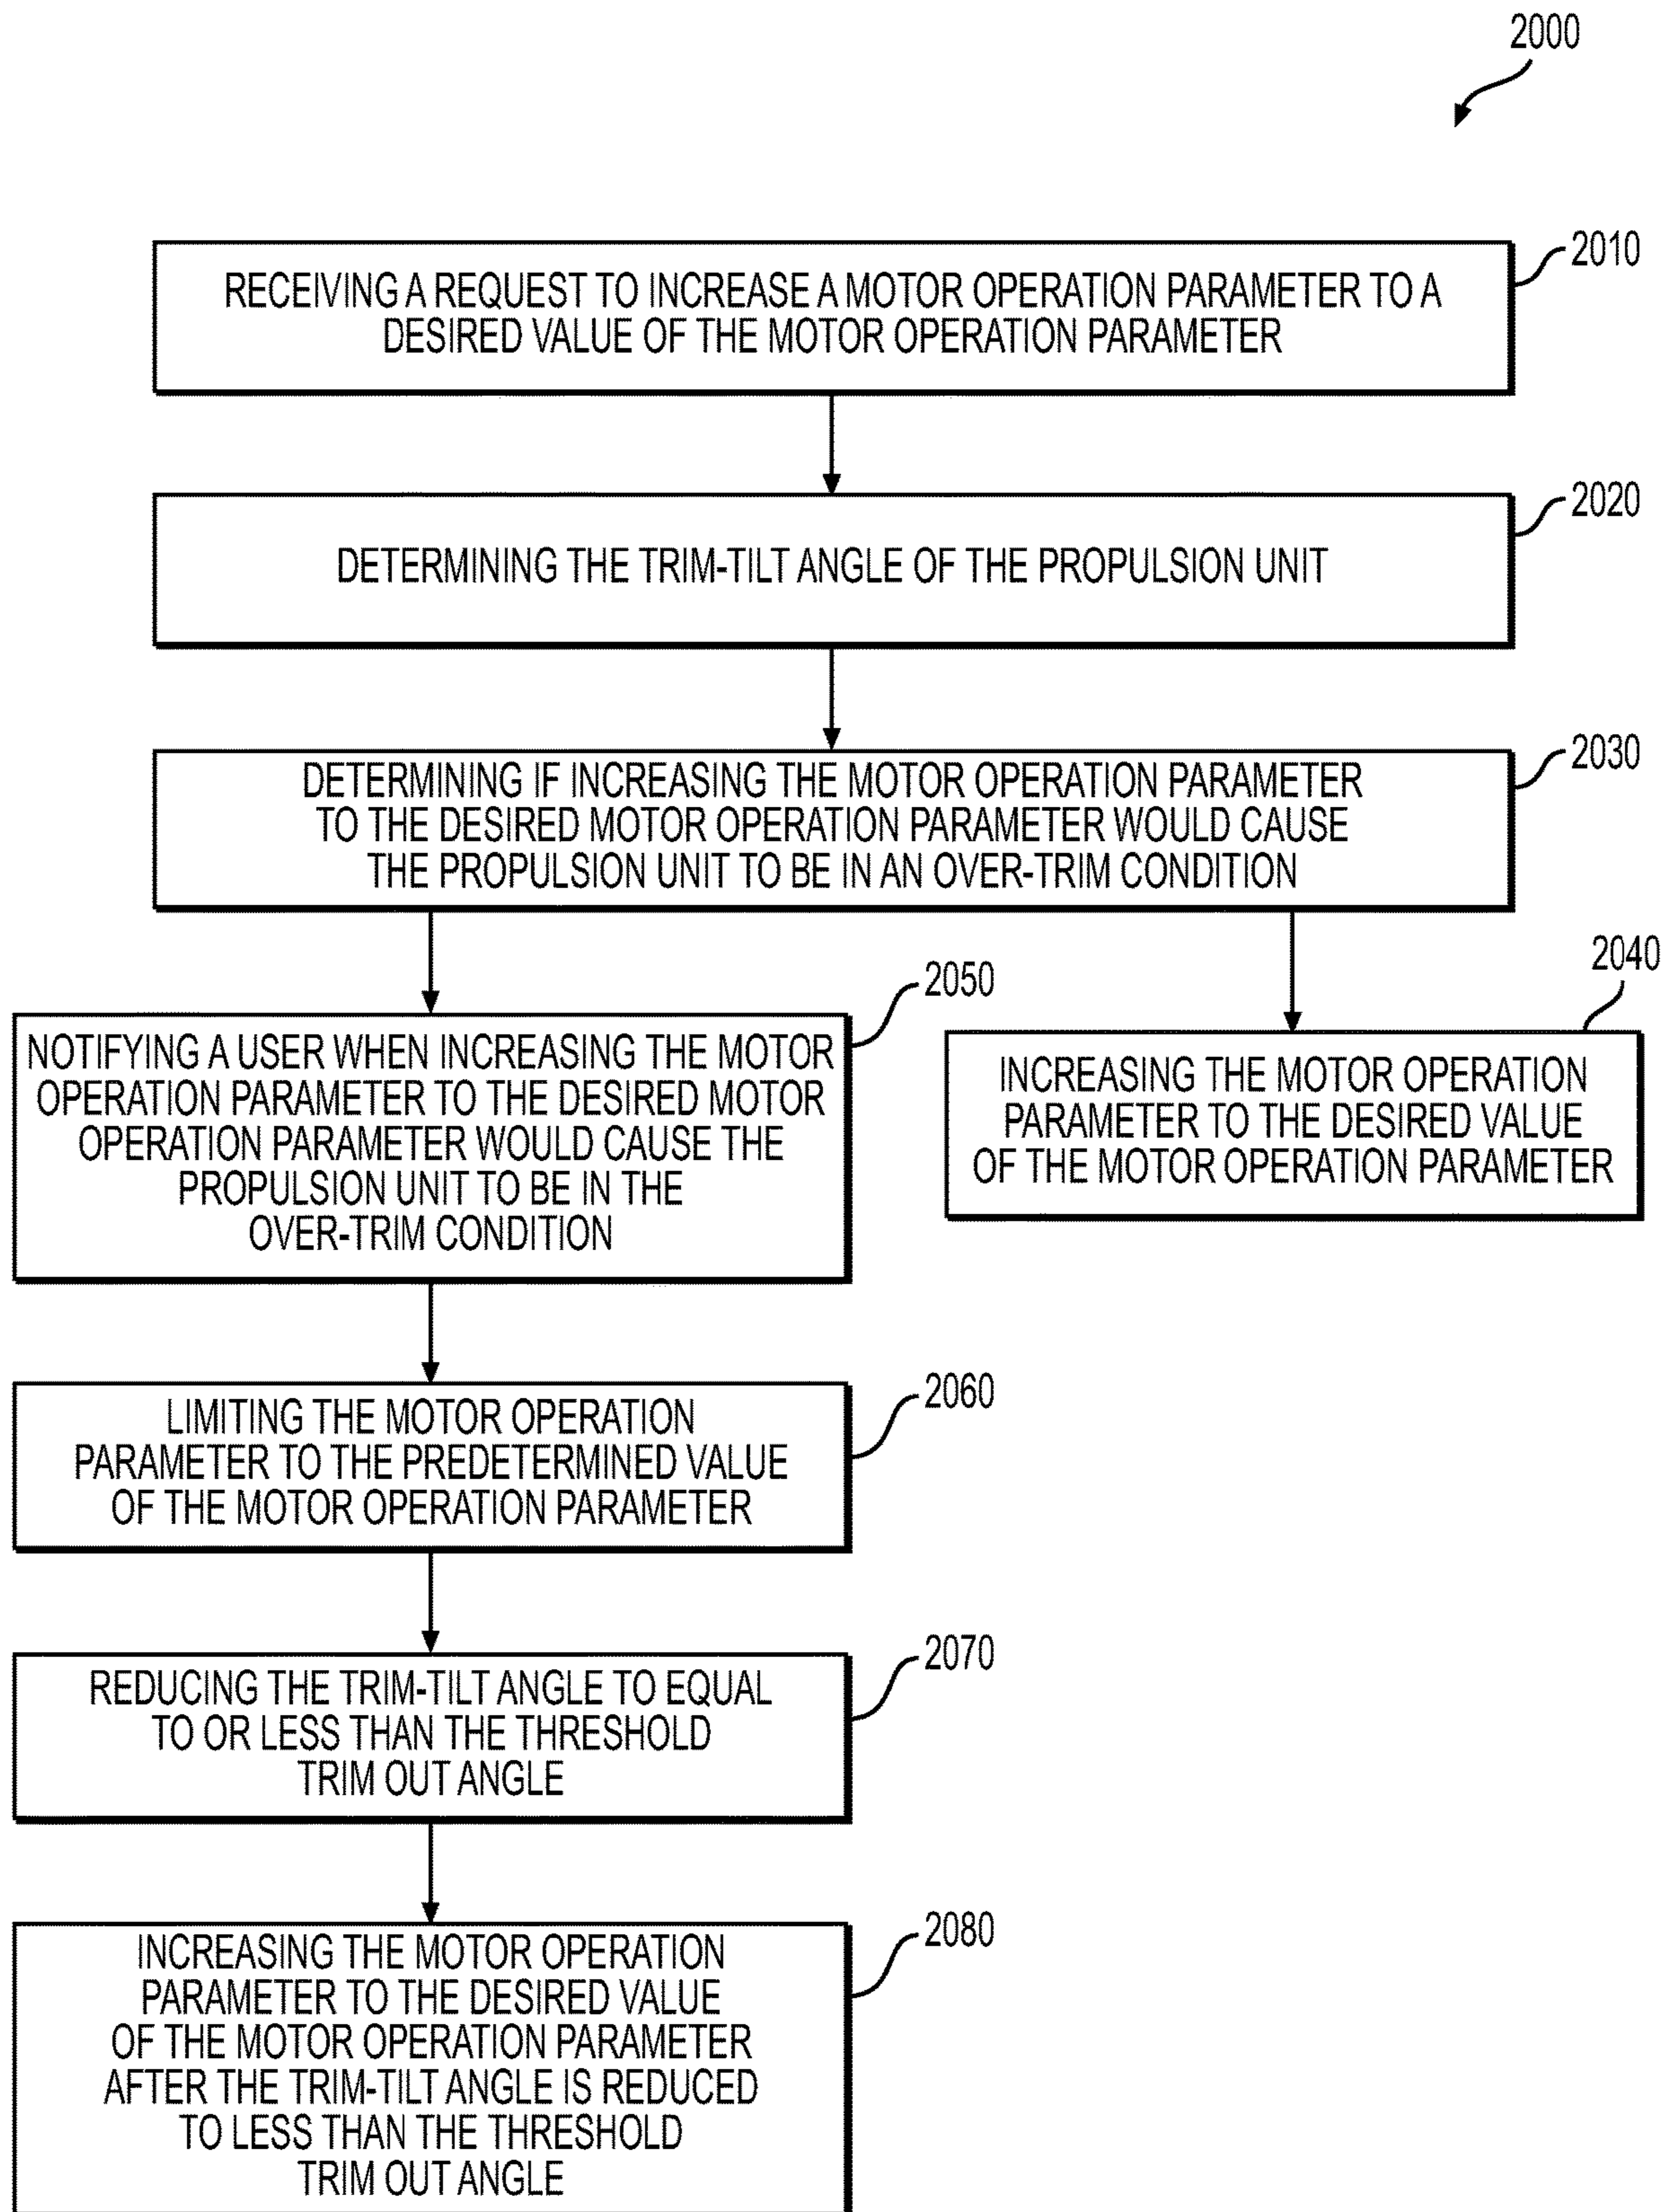 2000
2010
RECEIVING A REQUEST TO INCREASE A MOTOR OPERATION PARAMETER TO A
DESIRED VALUE OF THE MOTOR OPERATION PARAMETER
2020
DETERMINING THE TRIM-TILT ANGLE OF THE PROPULSION UNIT
2030
DETERMINING IF INCREASING THE MOTOR OPERATION PARAMETER
TO THE DESIRED MOTOR OPERATION PARAMETER WOULD CAUSE
THE PROPULSION UNIT TO BE IN AN OVER-TRIM CONDITION
2040
INCREASING THE MOTOR OPERATION
PARAMETER TO THE DESIRED VALUE
OF THE MOTOR OPERATION PARAMETER
2050
NOTIFYING A USER WHEN INCREASING THE MOTOR
OPERATION PARAMETER TO THE DESIRED MOTOR
OPERATION PARAMETER WOULD CAUSE THE
PROPULSION UNIT TO BE IN THE
OVER-TRIM CONDITION
2060
LIMITING THE MOTOR OPERATION
PARAMETER TO THE PREDETERMINED VALUE
OF THE MOTOR OPERATION PARAMETER
2070
REDUCING THE TRIM-TILT ANGLE TO EQUAL
TO OR LESS THAN THE THRESHOLD
TRIM OUT ANGLE
2080
INCREASING THE MOTOR OPERATION
PARAMETER TO THE DESIRED VALUE
OF THE MOTOR OPERATION PARAMETER
AFTER THE TRIM-TILT ANGLE IS REDUCED
TO LESS THAN THE THRESHOLD
TRIM OUT ANGLE